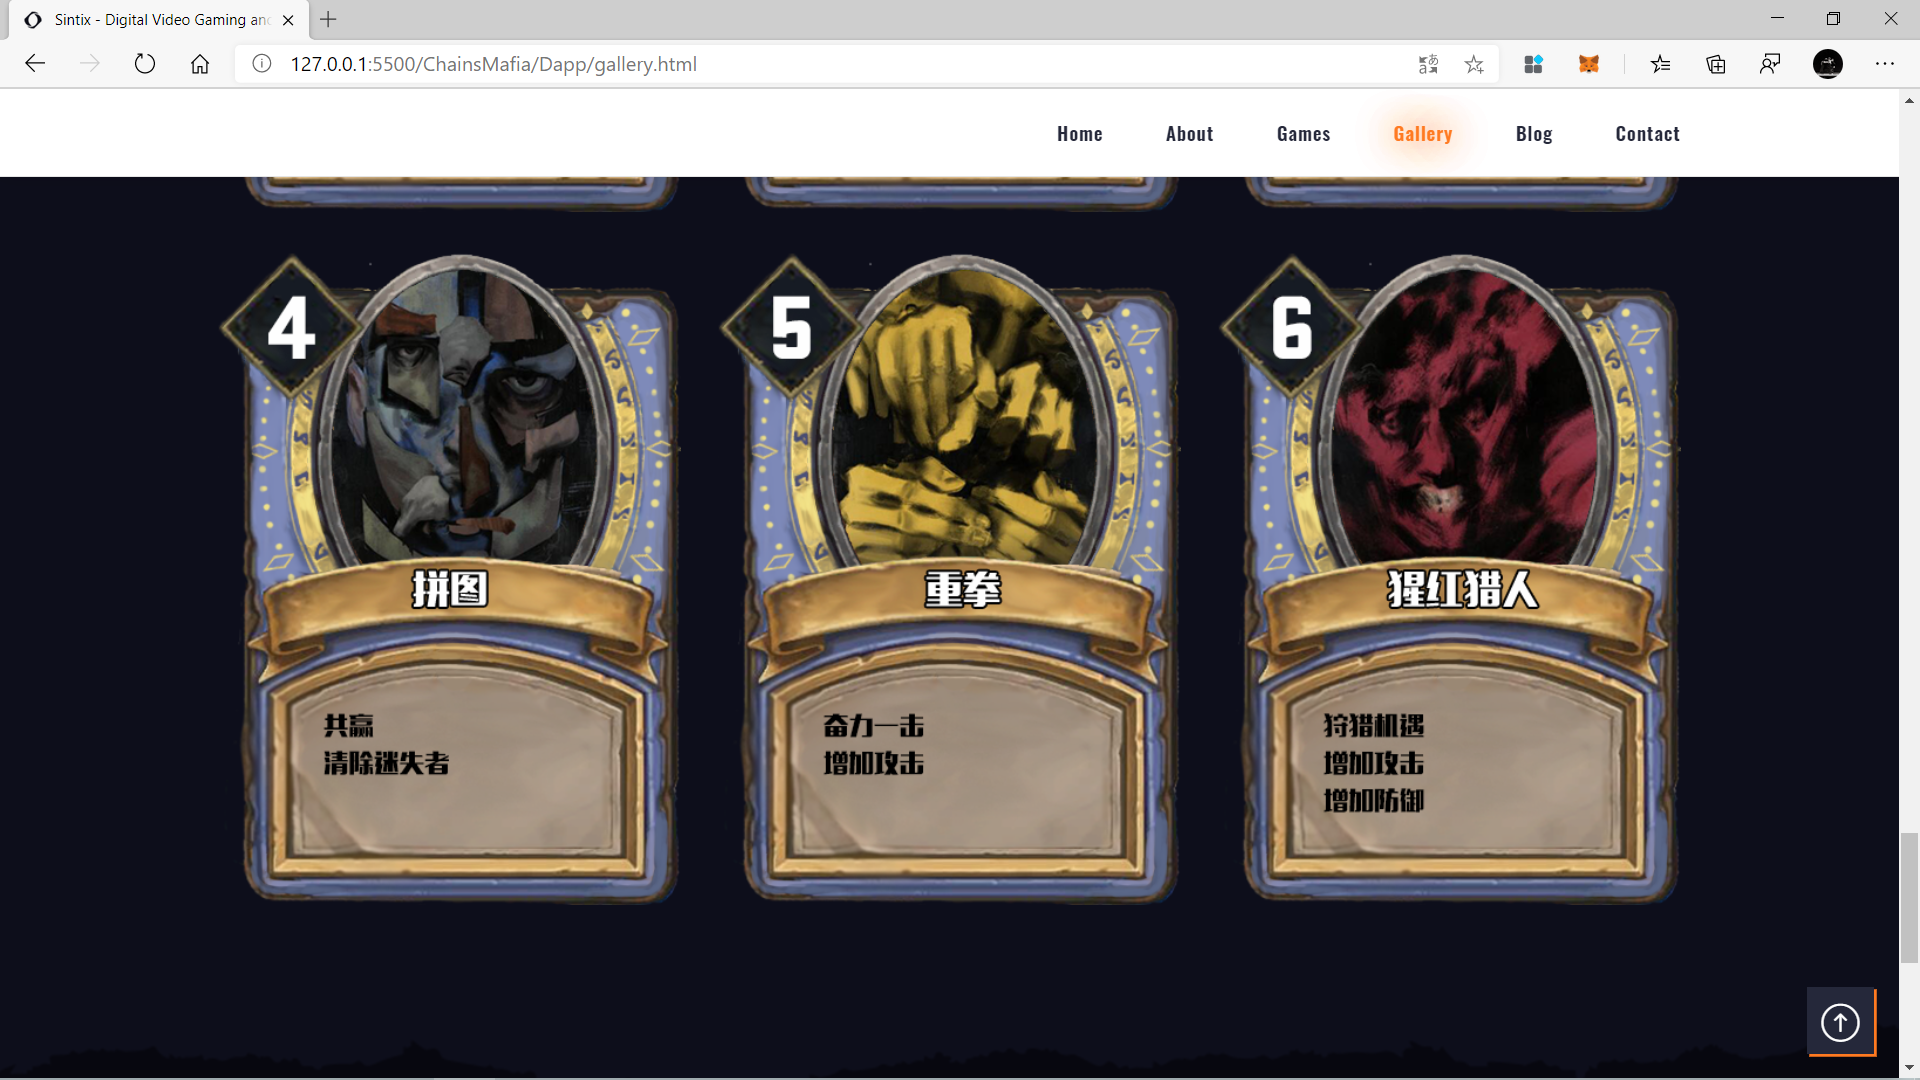 Sintix - Digital Video Gaming and
127.0.0.1:5500/ChainsMafia/Dapp/gallery.html
Home About Games Gallery Blog Contact
4
5
6
拼图
重拳
猩红猎人
共赢
清除迷失者
奋力一击
增加攻击
狩猎机遇
增加攻击
增加防御